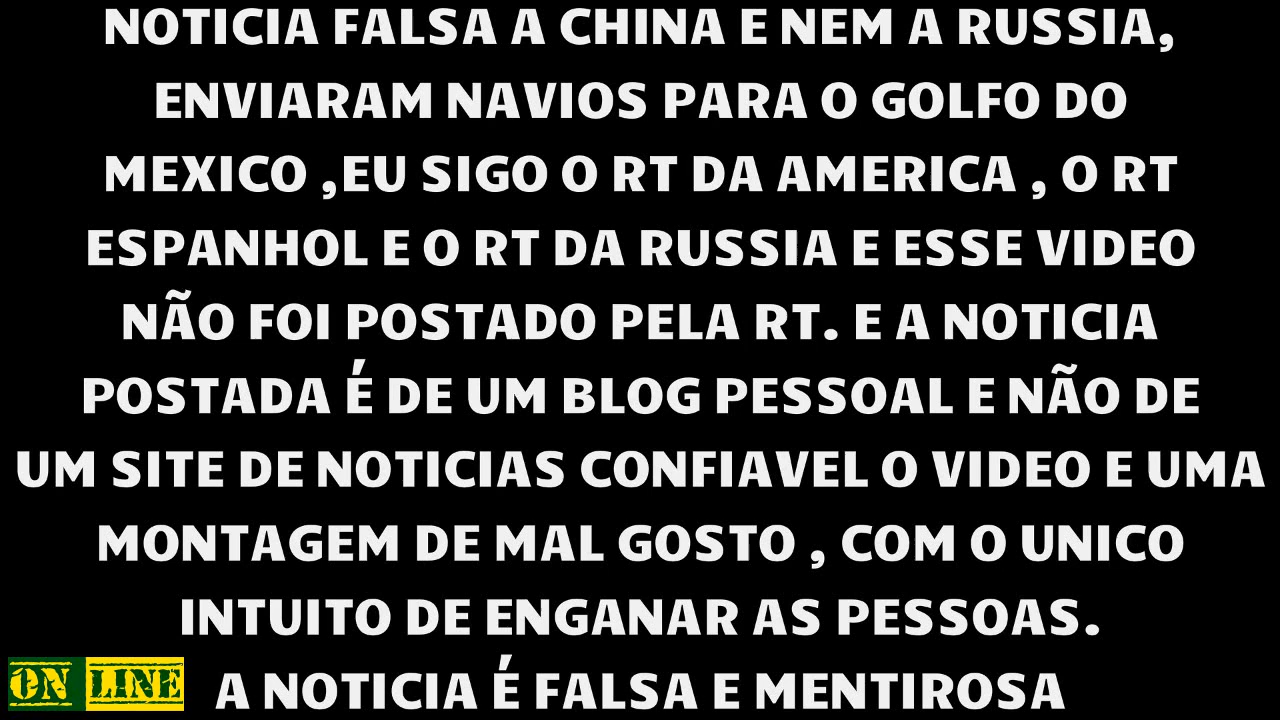 NOTICIA FALSA A CHINA E NEM A RUSSIA,
ENVIARAM NAVIOS PARA O GOLFO DO
MEXICO ,EU SIGO O RT DA AMERICA , O RT
ESPANHOL E O RT DA RUSSIA E ESSE VIDEO
NÃO FOI POSTADO PELA RT. E A NOTICIA
POSTADA É DE UM BLOG PESSOAL E NÃO DE
UM SITE DE NOTICIAS CONFIAVEL O VIDEO E UMA
MONTAGEM DE MAL GOSTO , COM O UNICO
INTUITO DE ENGANAR AS PESSOAS.
A NOTICIA É FALSA E MENTIROSA
ON LINE